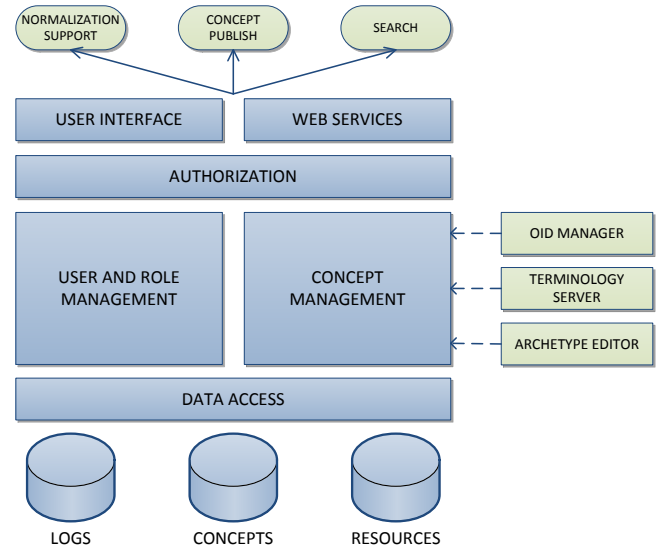 NORMALIZATION
SUPPORT
CONCEPT
PUBLISH
SEARCH
USER INTERFACE
WEB SERVICES
AUTHORIZATION
USER AND ROLE
MANAGEMENT
CONCEPT
MANAGEMENT
OID MANAGER
TERMINOLOGY
SERVER
ARCHETYPE EDITOR
DATA ACCESS
LOGS
CONCEPTS
RESOURCES